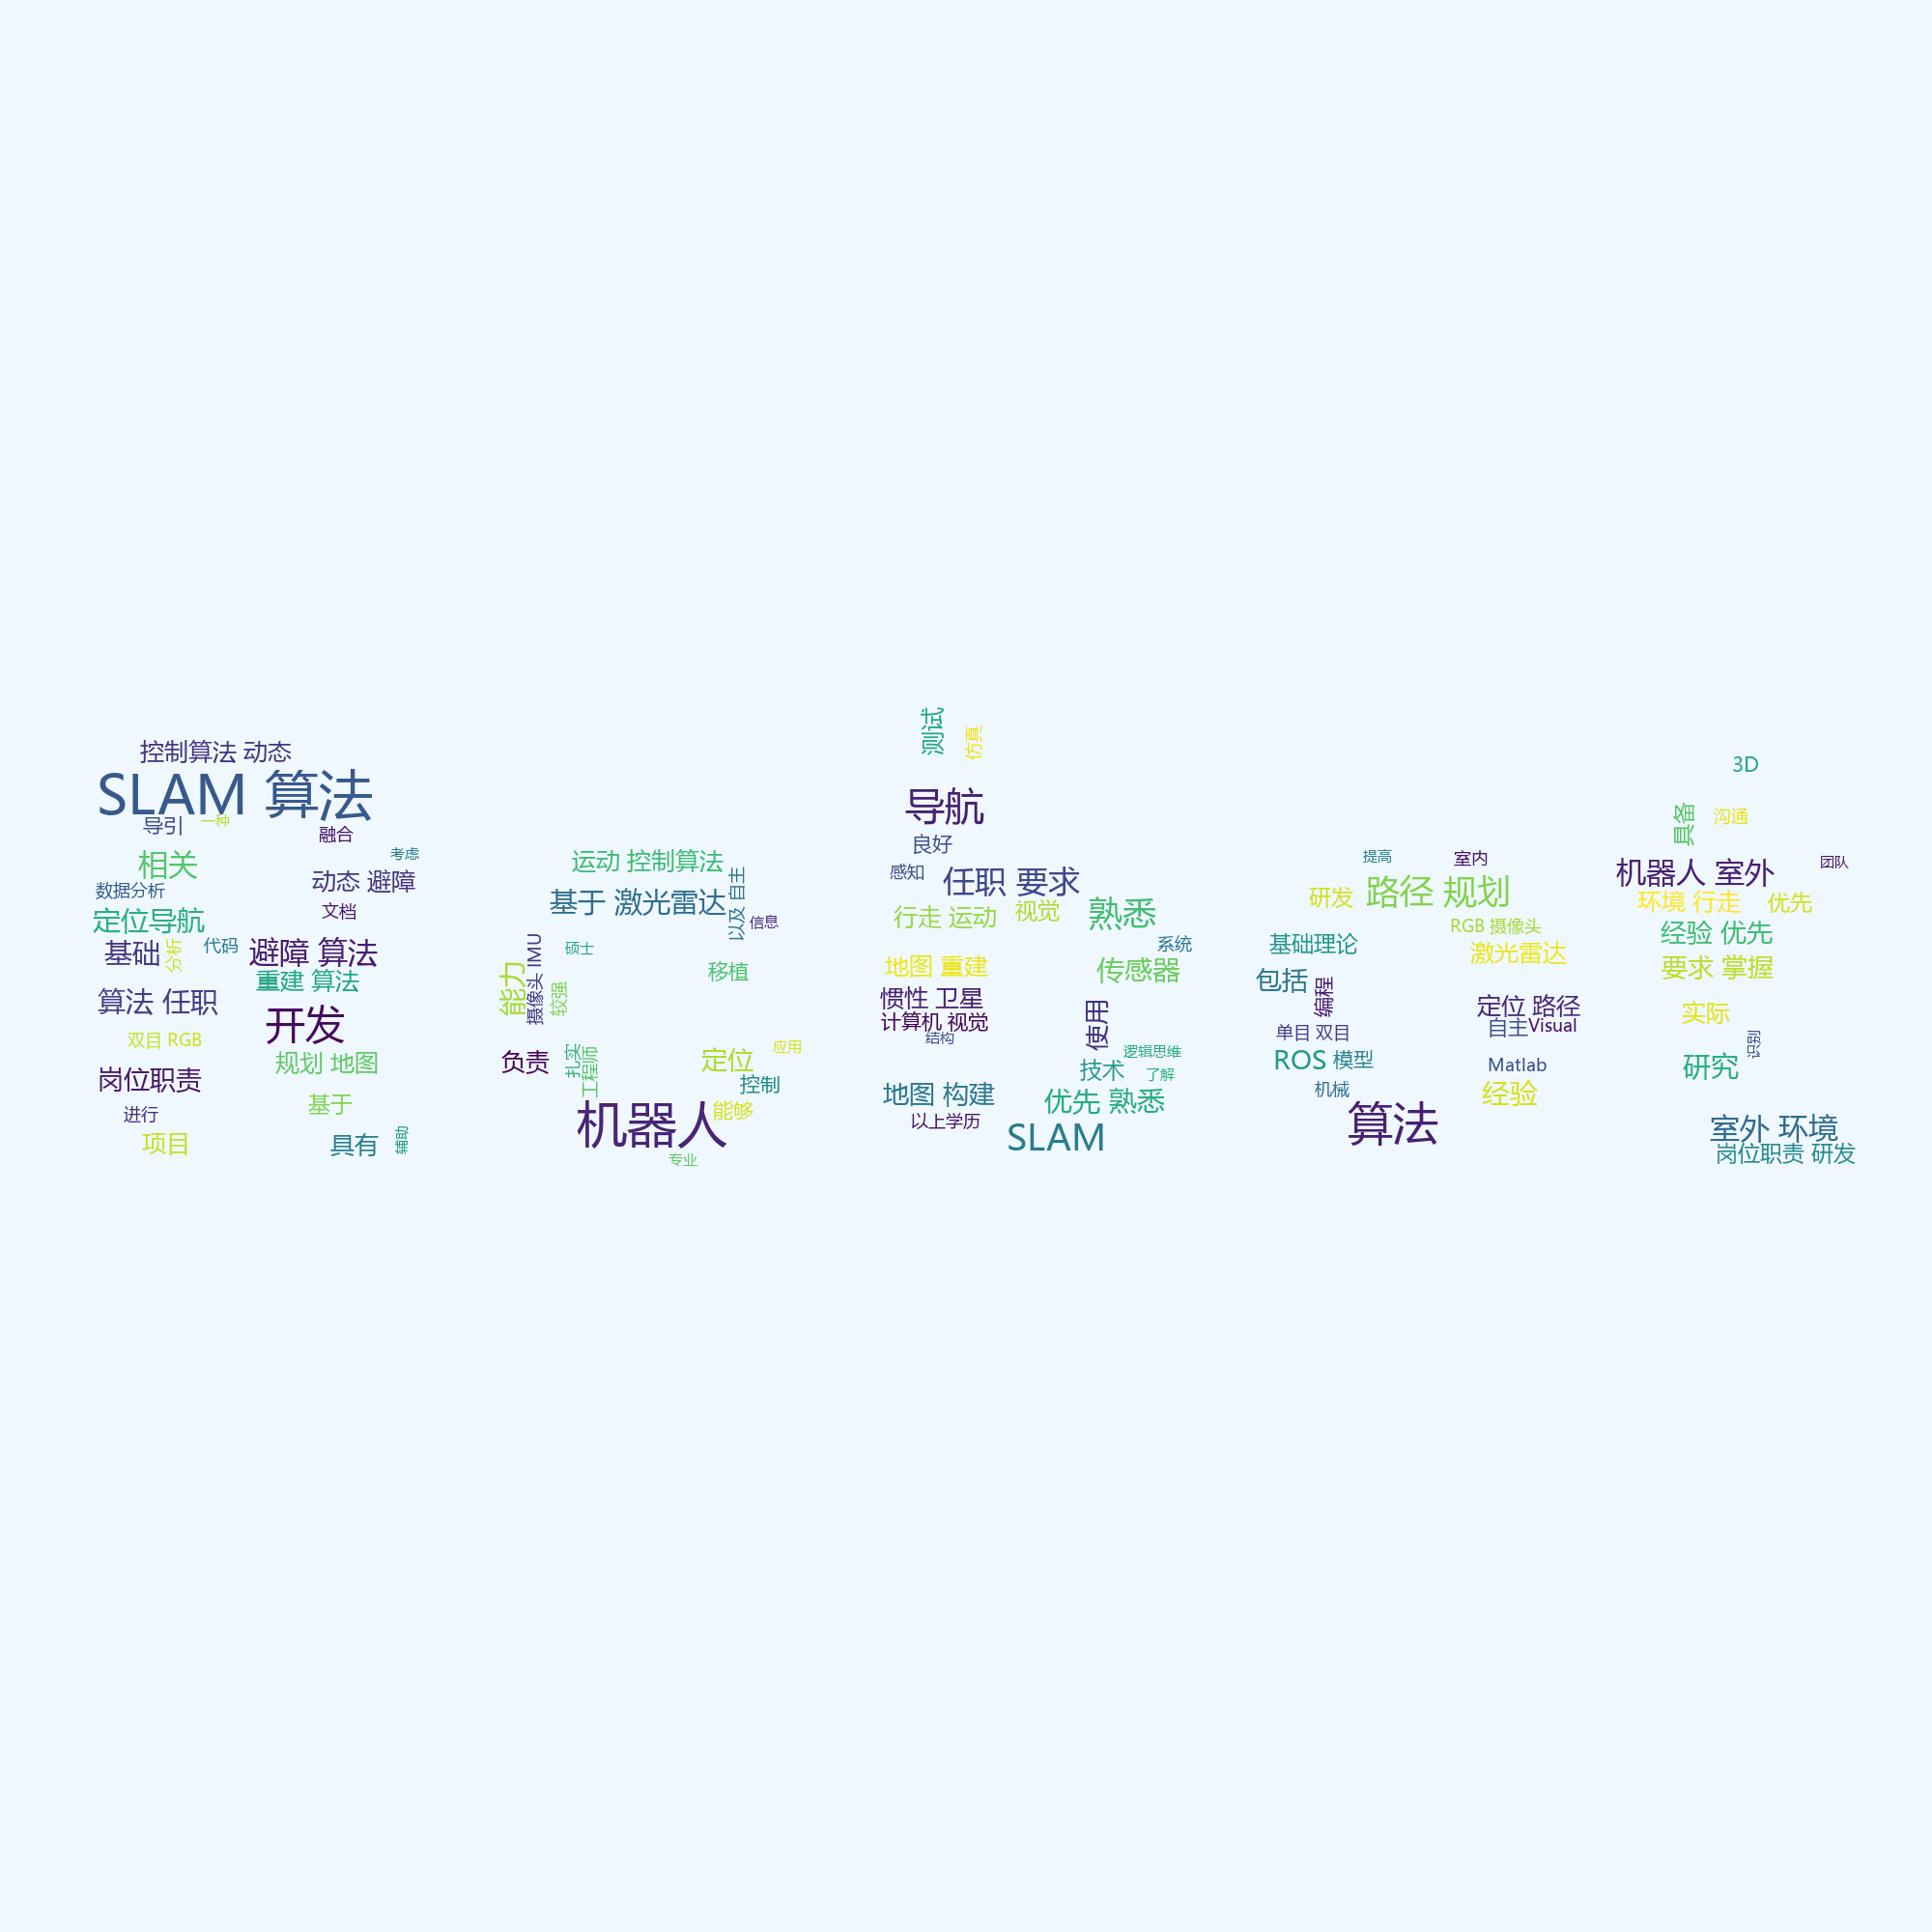 控制算法 动态
SLAM 算法
导引
一种
融合
相关
考虑
数据分析
动态 避障
定位导航
文档
基础
分析
代码
避障 算法
重建 算法
算法 任职
开发
双目 RGB
规划 地图
岗位职责
基于
进行
项目
具有
辅助
运动 控制算法
基于 激光雷达
以及 自主
信息
硕士
能力
摄像头 IMU
较强
移植
负责
扎实
工程师
定位
应用
控制
能够
机器人
专业
测试
仿真
导航
良好
感知
任职 要求
行走 运动
视觉
熟悉
系统
地图 重建
传感器
惯性 卫星
计算机 视觉
结构
使用
逻辑思维
技术
了解
地图 构建
优先 熟悉
以上学历
SLAM
提高
室内
研发
路径 规划
RGB 摄像头
基础理论
激光雷达
包括
编程
定位 路径
单目 双目
自主
Visual
ROS
模型
Matlab
机械
经验
算法
3D
具备
沟通
机器人 室外
团队
环境 行走
优先
经验 优先
要求 掌握
实际
识别
研究
室外 环境
岗位职责 研发